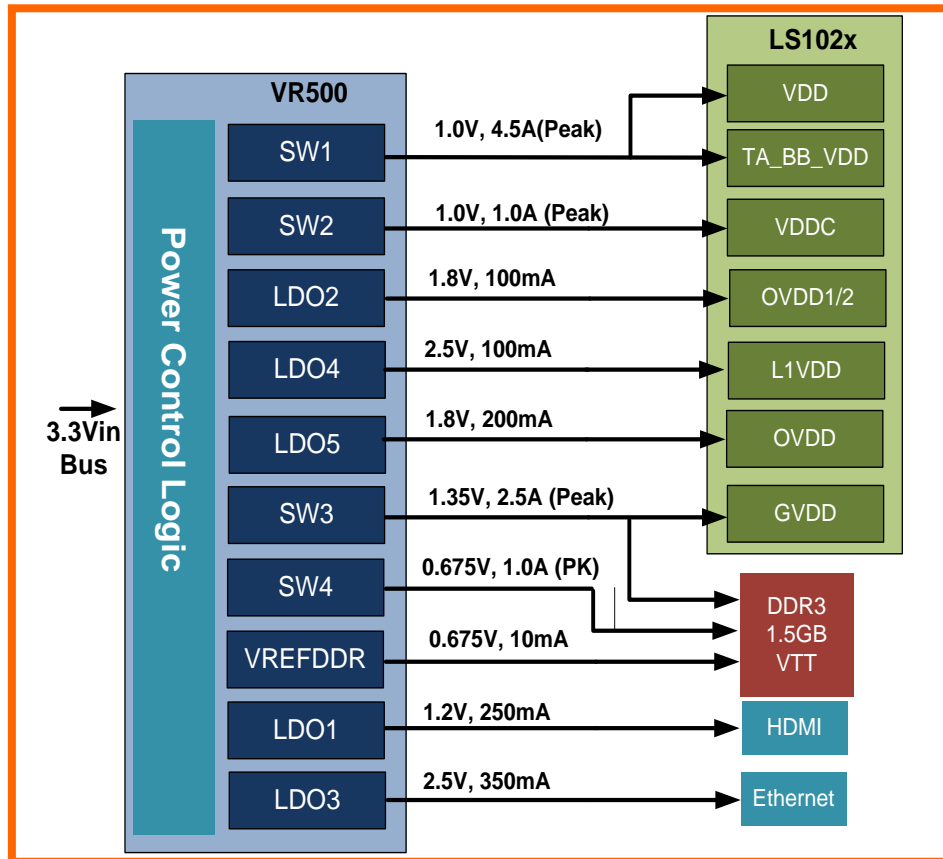 LS102x
VR500
VDD
1.0V, 4.5A(Peak)
SW1
TA_BB_VDD
1.0V, 1.0A (Peak)
SW2
VDDC
1.8V, 100mA
LDO2
OVDD1/2
2.5V, 100mA
LDO4
L1VDD
Power Control Logic
3.3Vin
Bus
1.8V, 200mA
LDO5
OVDD
1.35V, 2.5A (Peak)
SW3
GVDD
0.675V, 1.0A (PK)
SW4
DDR3
1.5GB
VTT
0.675V, 10mA
VREFDDR
1.2V, 250mA
LDO1
HDMI
2.5V, 350mA
LDO3
Ethernet